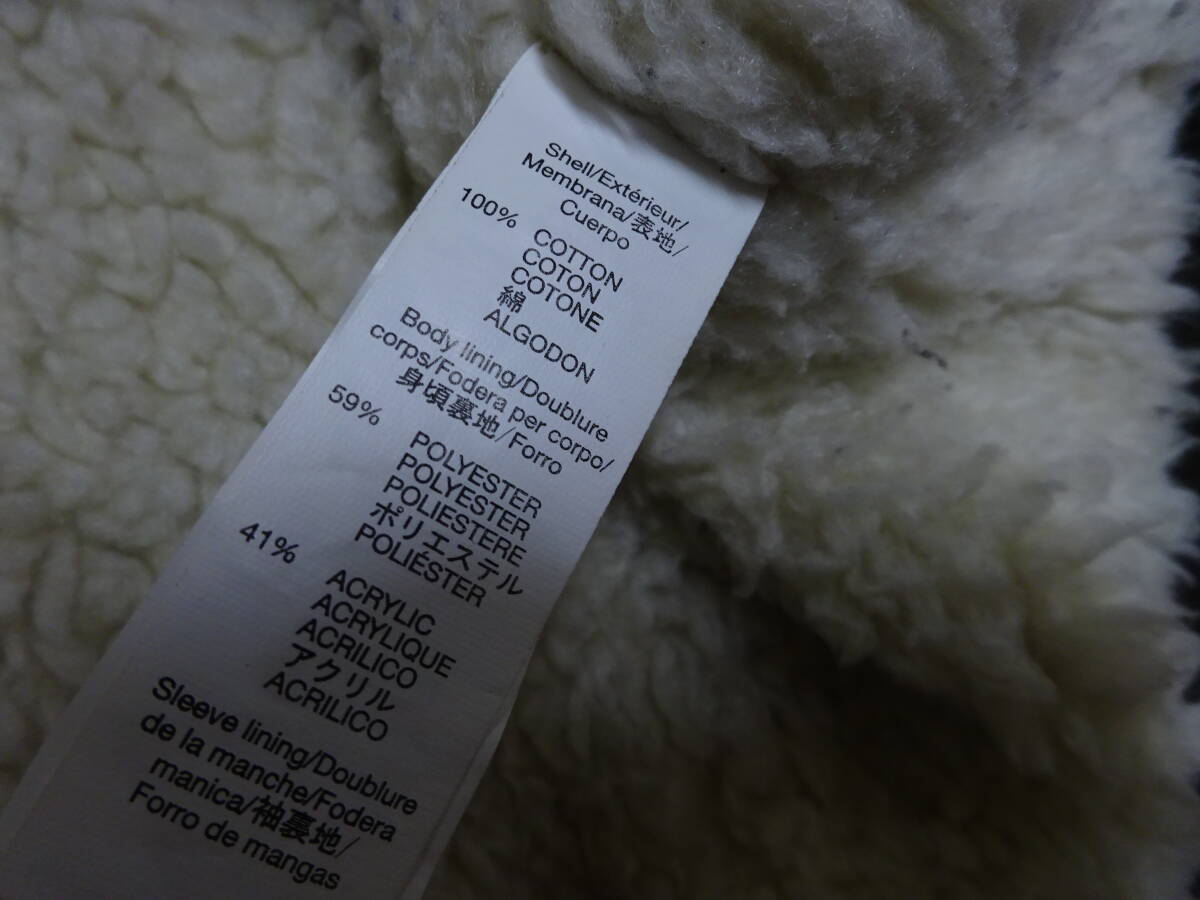 Shell/Extérieur/
Membrana/表地/
Cuerpo
100% COTTON
COTON
COTONE
綿
ALGODON
Body lining/Doublure
corps/Fodera per corpo/
身頃裏地/Forro
59% POLYESTER
POLYESTER
POLIESTERE
ポリエステル
POLIÉSTER
41% ACRYLIC
ACRYLIQUE
ACRILICO
アクリル
ACRILICO
Sleeve lining/Doublure
de la manche/Fodera
manica/袖裏地/
Forro de mangas